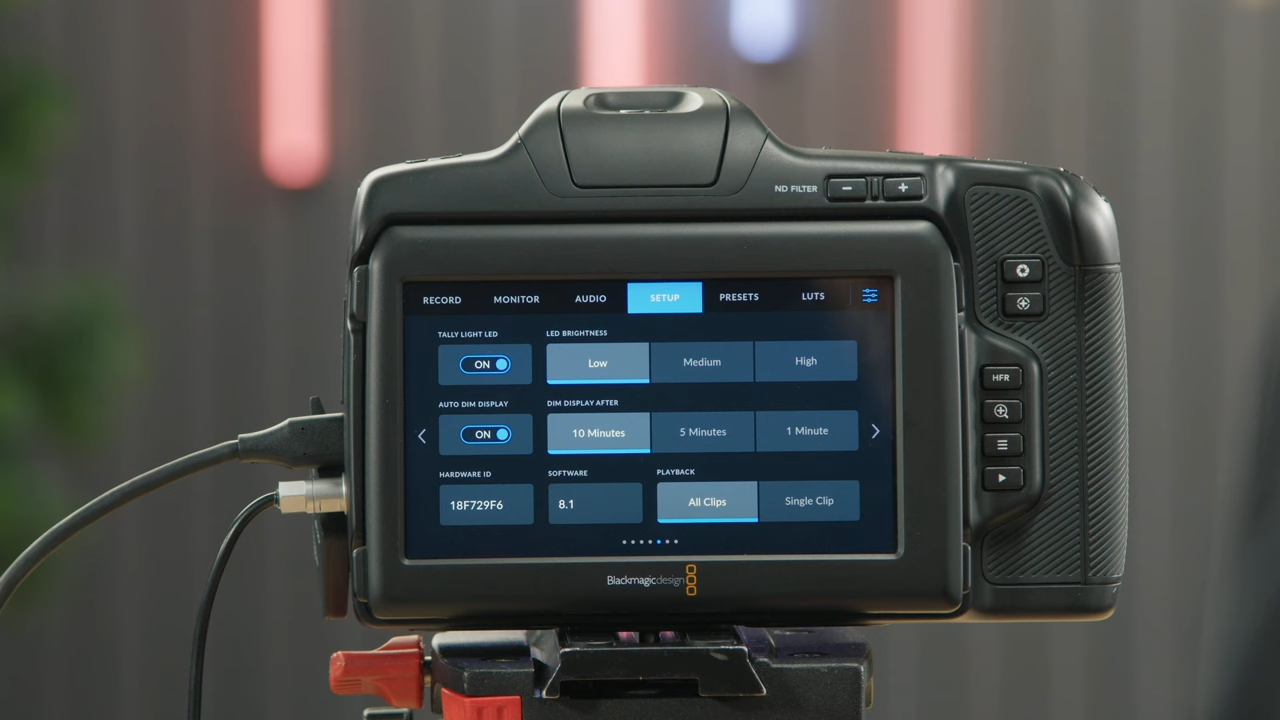 ND FILTER − +
RECORD MONITOR AUDIO SETUP PRESETS LUTS
TALLY LIGHT LED LED BRIGHTNESS
ON Low Medium High
AUTO DIM DISPLAY DIM DISPLAY AFTER
ON 10 Minutes 5 Minutes 1 Minute
HARDWARE ID SOFTWARE PLAYBACK
18F729F6 8.1 All Clips Single Clip
HFR
Blackmagicdesign